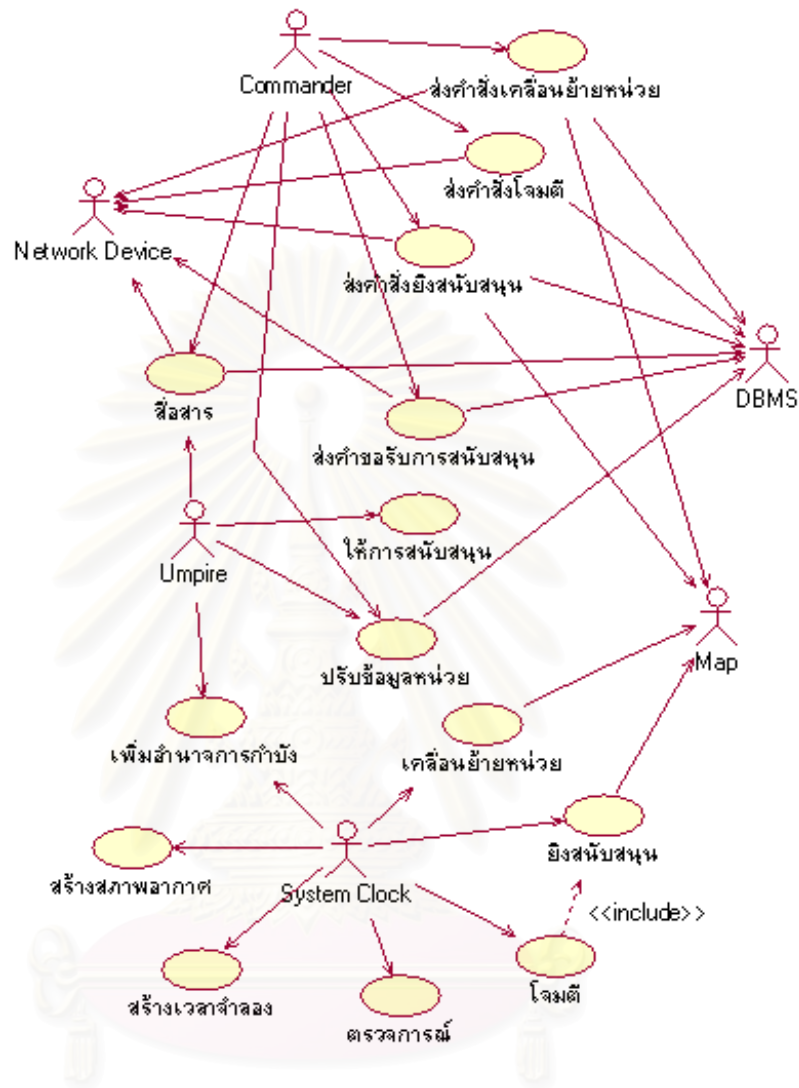 Commander
ส่งคำสั่งเคลื่อนย้ายหน่วย
ส่งคำสั่งโจมตี
Network Device
ส่งคำสั่งยิงสนับสนุน
DBMS
สื่อสาร
ส่งคำขอรับการสนับสนุน
ให้การสนับสนุน
Umpire
Map
ปรับข้อมูลหน่วย
เพิ่มอำนาจการกำบัง
เคลื่อนย้ายหน่วย
ยิงสนับสนุน
สร้างสภาพอากาศ
System Clock
<<include>>
สร้างเวลาจำลอง
โจมตี
ตรวจการณ์